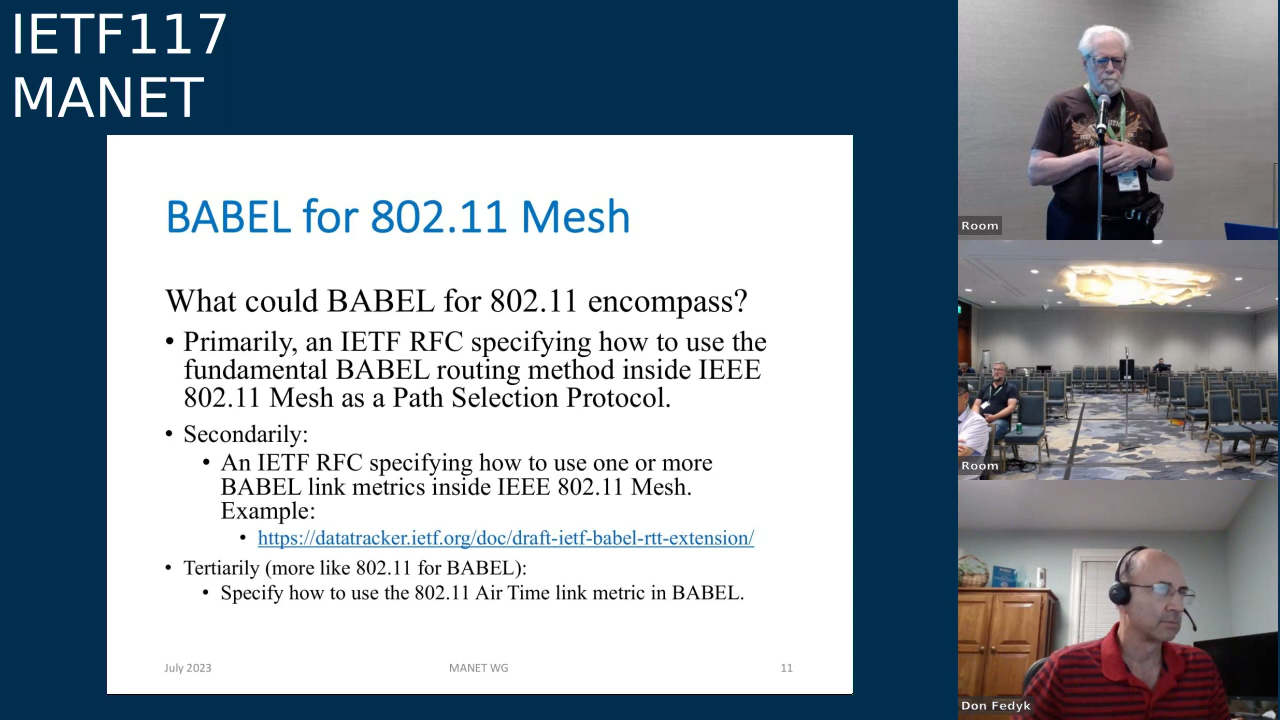 IETF117
MANET
BABEL for 802.11 Mesh
What could BABEL for 802.11 encompass?
• Primarily, an IETF RFC specifying how to use the
fundamental BABEL routing method inside IEEE
802.11 Mesh as a Path Selection Protocol.
• Secondarily:
• An IETF RFC specifying how to use one or more
BABEL link metrics inside IEEE 802.11 Mesh.
Example:
• https://datatracker.ietf.org/doc/draft-ietf-babel-rtt-extension/
• Tertiarily (more like 802.11 for BABEL):
• Specify how to use the 802.11 Air Time link metric in BABEL.
July 2023
MANET WG
11
Room
Room
Don Fedyk